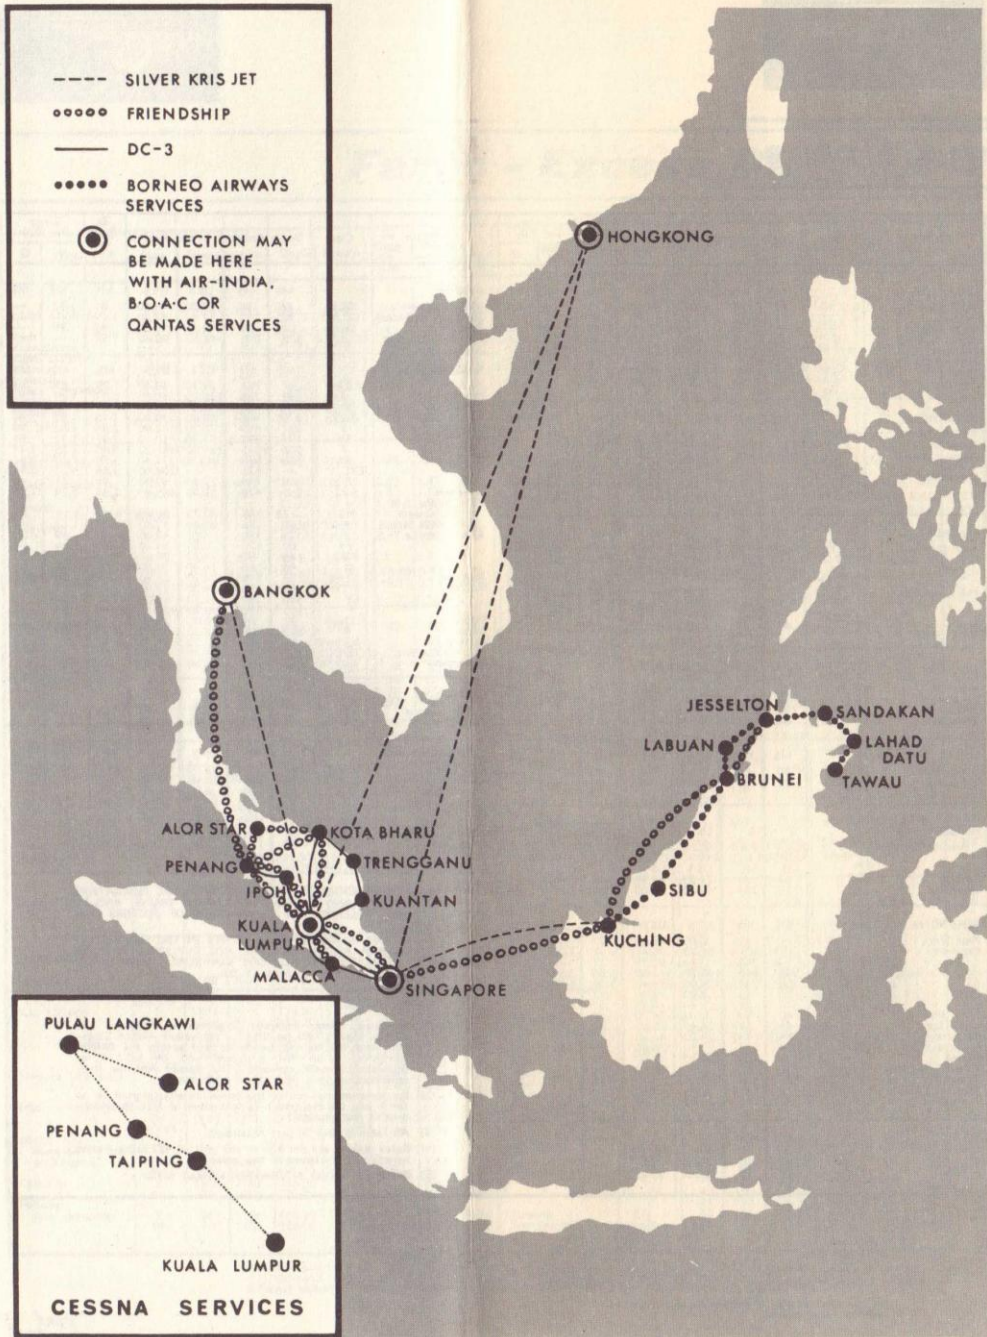 SILVER KRIS JET
FRIENDSHIP
DC-3
BORNEO AIRWAYS
SERVICES
CONNECTION MAY
BE MADE HERE
WITH AIR-INDIA,
B·O·A·C OR
QANTAS SERVICES
HONGKONG
BANGKOK
JESSELTON
SANDAKAN
LABUAN
LAHAD
DATU
BRUNEI
TAWAU
ALOR STAR
KOTA BHARU
PENANG
TRENGGANU
IPOH
KUANTAN
SIBU
KUALA
LUMPUR
KUCHING
MALACCA
SINGAPORE
PULAU LANGKAWI
ALOR STAR
PENANG
TAIPING
KUALA LUMPUR
CESSNA SERVICES